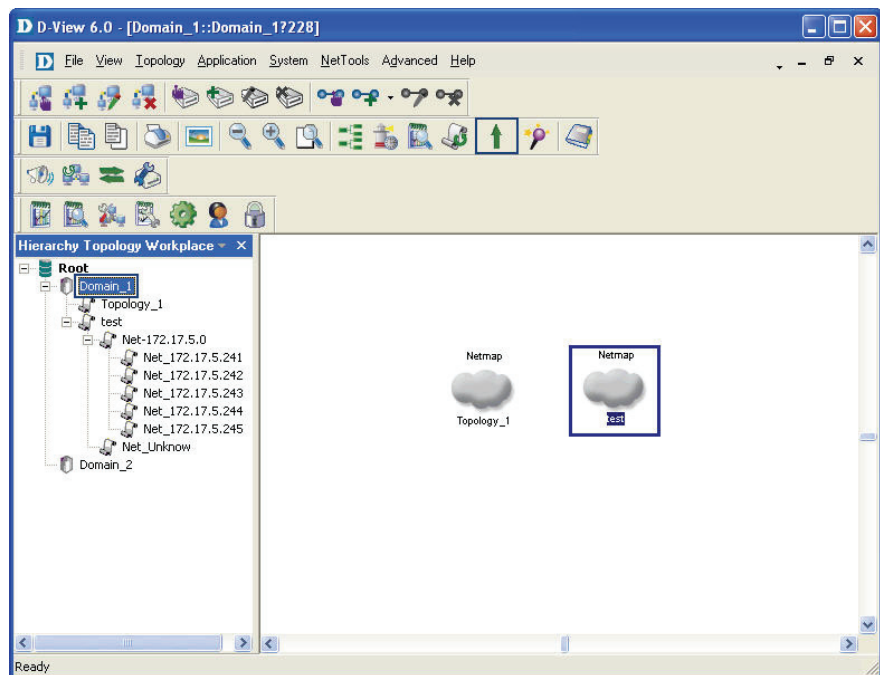 D-View 6.0 - [Domain_1::Domain_1?228]
File View Topology Application System NetTools Advanced Help
Hierarchy Topology Workplace
Root
Domain_1
Topology_1
test
Net-172.17.5.0
Net_172.17.5.241
Net_172.17.5.242
Net_172.17.5.243
Net_172.17.5.244
Net_172.17.5.245
Net_Unknow
Domain_2
Netmap
Topology_1
Netmap
test
Ready